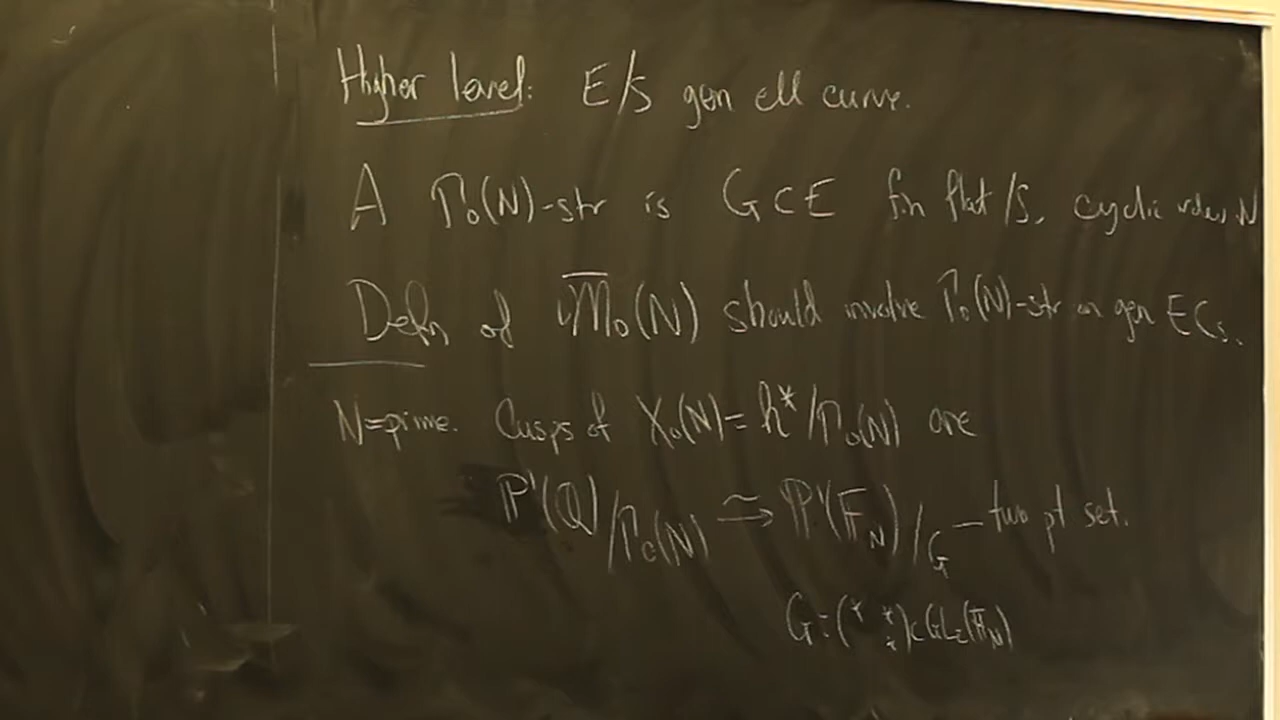 Higher level: E/S gen ell curve.
A Γ₀(N)-str is G⊂E fin flat/S, cyclic order N
Defn of 𝓜̅₀(N) should involve Γ₀(N)-str on gen ECs.
N=prime. Cusps of X₀(N) = h*/Γ₀(N) are
ℙ¹(ℚ)/Γ₀(N) ⥲ ℙ¹(𝔽_N)/G – two pt set.
G = (* * *) ⊂ GL₂(𝔽_N)